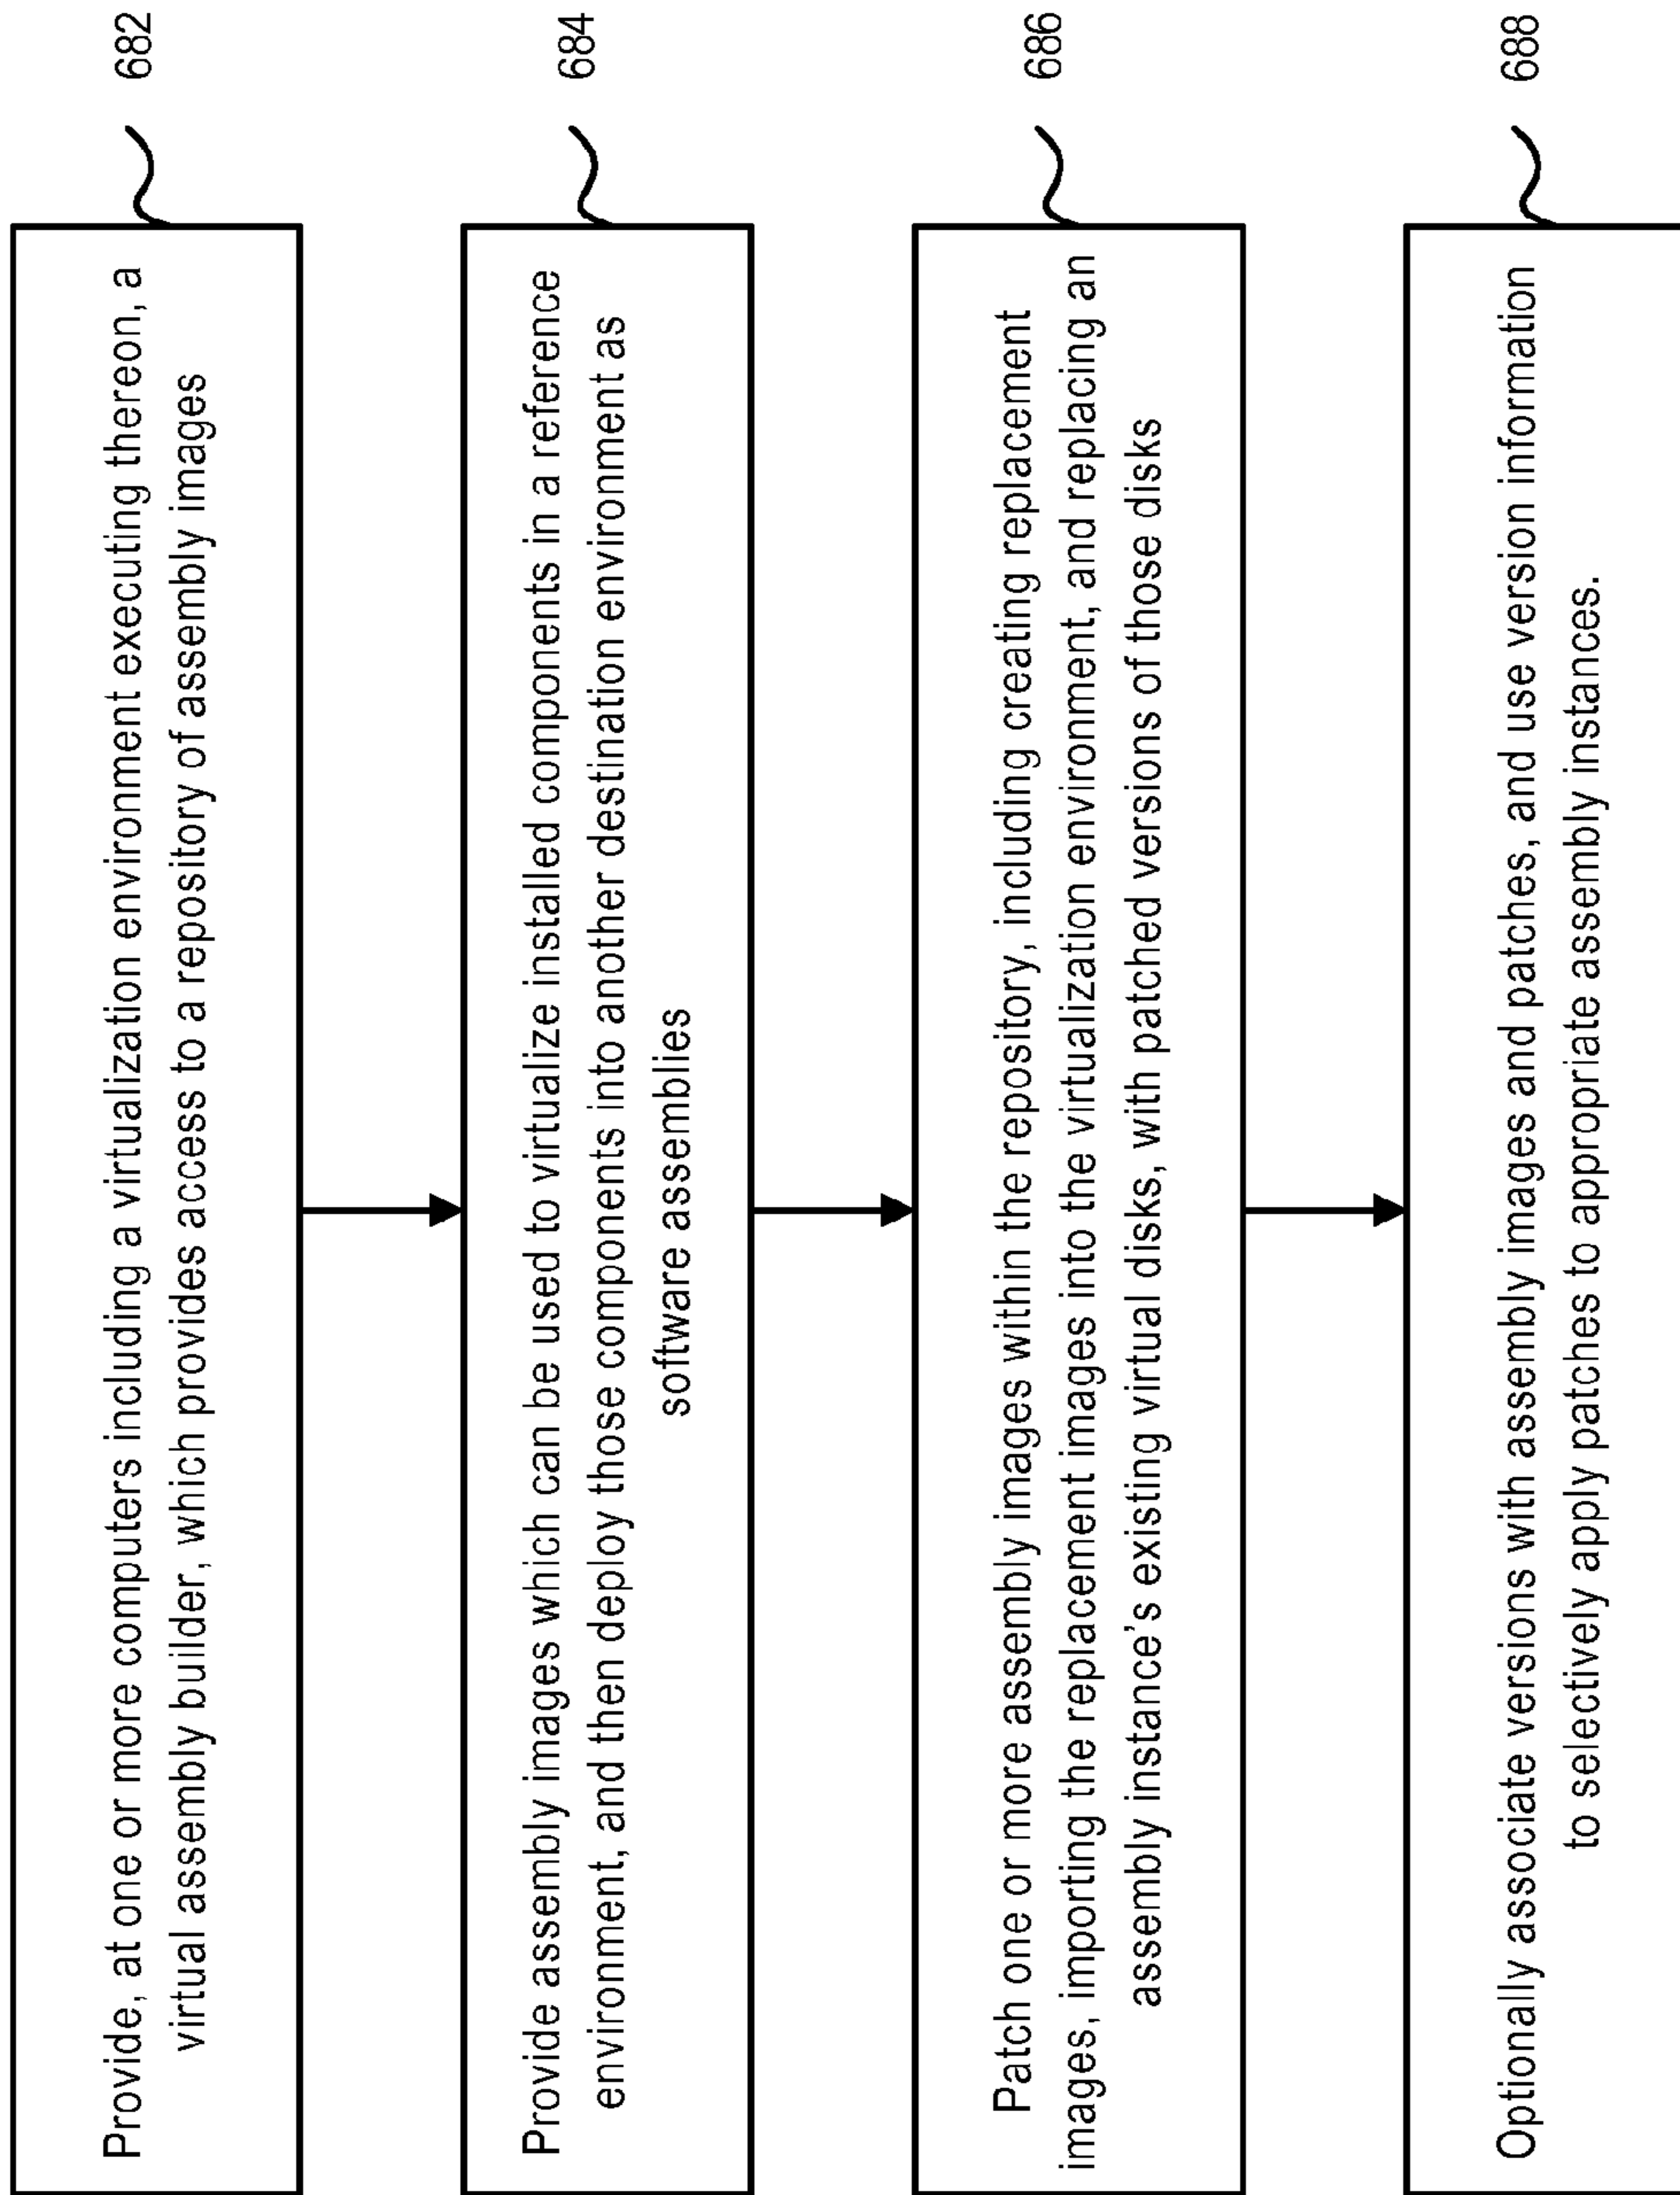 Provide, at one or more computers including a virtualization environment executing thereon, a
virtual assembly builder, which provides access to a repository of assembly images
682
Provide assembly images which can be used to virtualize installed components in a reference
environment, and then deploy those components into another destination environment as
software assemblies
684
Patch one or more assembly images within the repository, including creating replacement
images, importing the replacement images into the virtualization environment, and replacing an
assembly instance's existing virtual disks, with patched versions of those disks
686
Optionally associate versions with assembly images and patches, and use version information
to selectively apply patches to appropriate assembly instances.
688